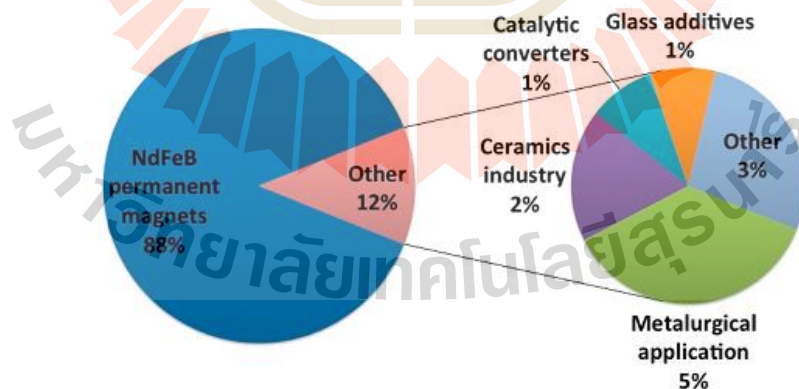 Catalytic
converters
1%
Glass additives
1%
NdFeB
permanent
magnets
88%
Other
12%
Ceramics
industry
2%
Other
3%
Metalurgical
application
5%
มหาวิทยาลัยเทคโนโลยีสุรนารี